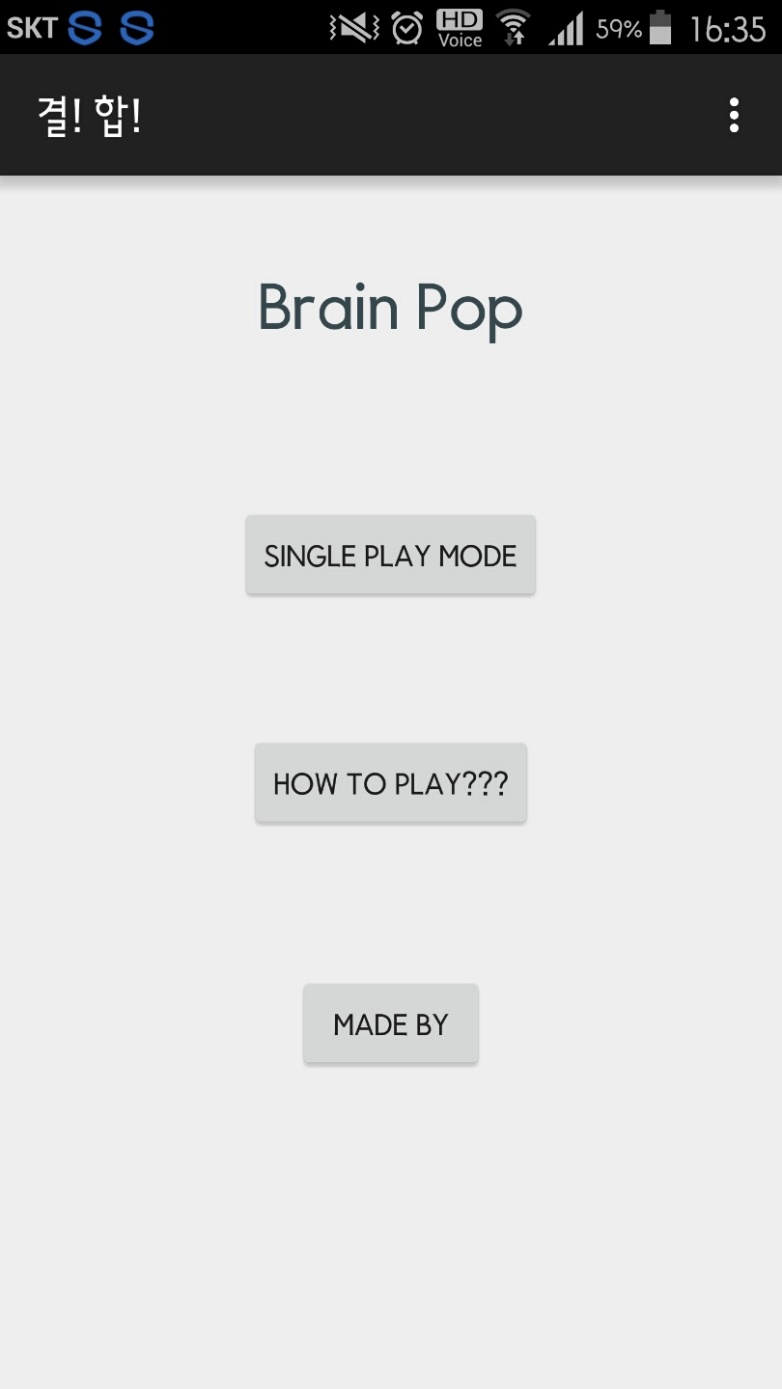 SKT HD Voice 59% 16:35
결! 합!
Brain Pop
SINGLE PLAY MODE
HOW TO PLAY???
MADE BY